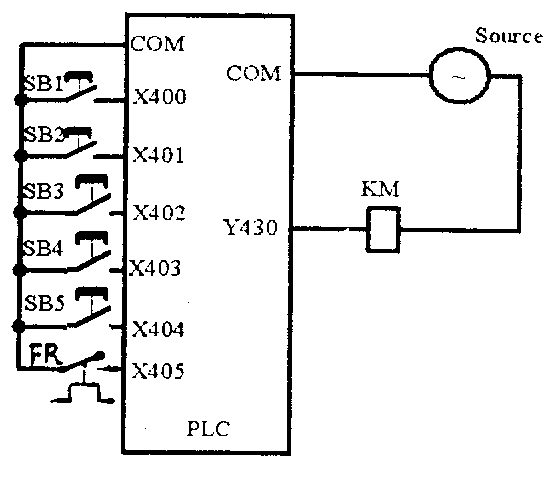 Source
COM
COM
SB1
X400
SB2
X401
SB3
X402
KM
Y430
SB4
X403
SB5
X404
FR
X405
PLC
~